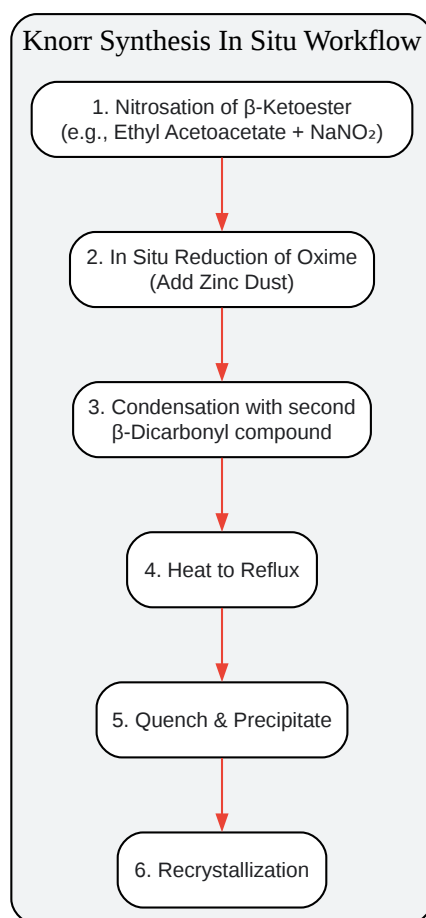 Knorr Synthesis In Situ Workflow
1. Nitrosation of β-Ketoester
(e.g., Ethyl Acetoacetate + NaNO₂)
2. In Situ Reduction of Oxime
(Add Zinc Dust)
3. Condensation with second
β-Dicarbonyl compound
4. Heat to Reflux
5. Quench & Precipitate
6. Recrystallization